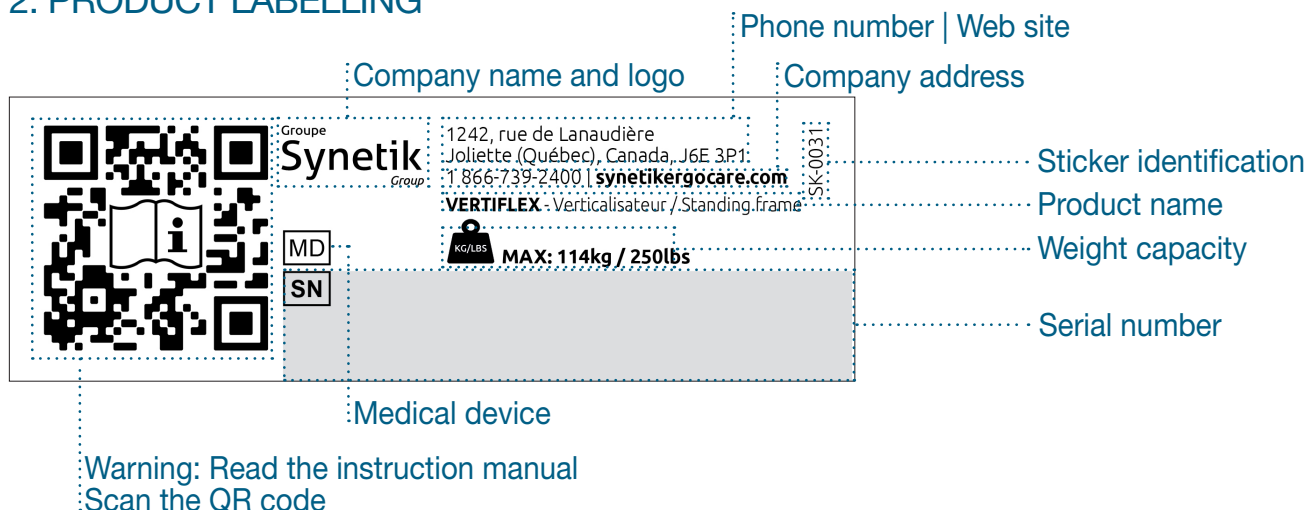 2. PRODUCT LABELLING
Phone number | Web site
Company name and logo
Company address
Groupe
Synetik
Group
1242, rue de Lanaudière
Joliette (Québec), Canada, J6E 3P1
1 866-739-2400 | synetikergocare.com
VERTIFLEX - Verticalisateur / Standing frame
SK-0031
Sticker identification
Product name
KG/LBS
MAX: 114kg / 250lbs
Weight capacity
i
MD
SN
Serial number
Medical device
Warning: Read the instruction manual
Scan the QR code